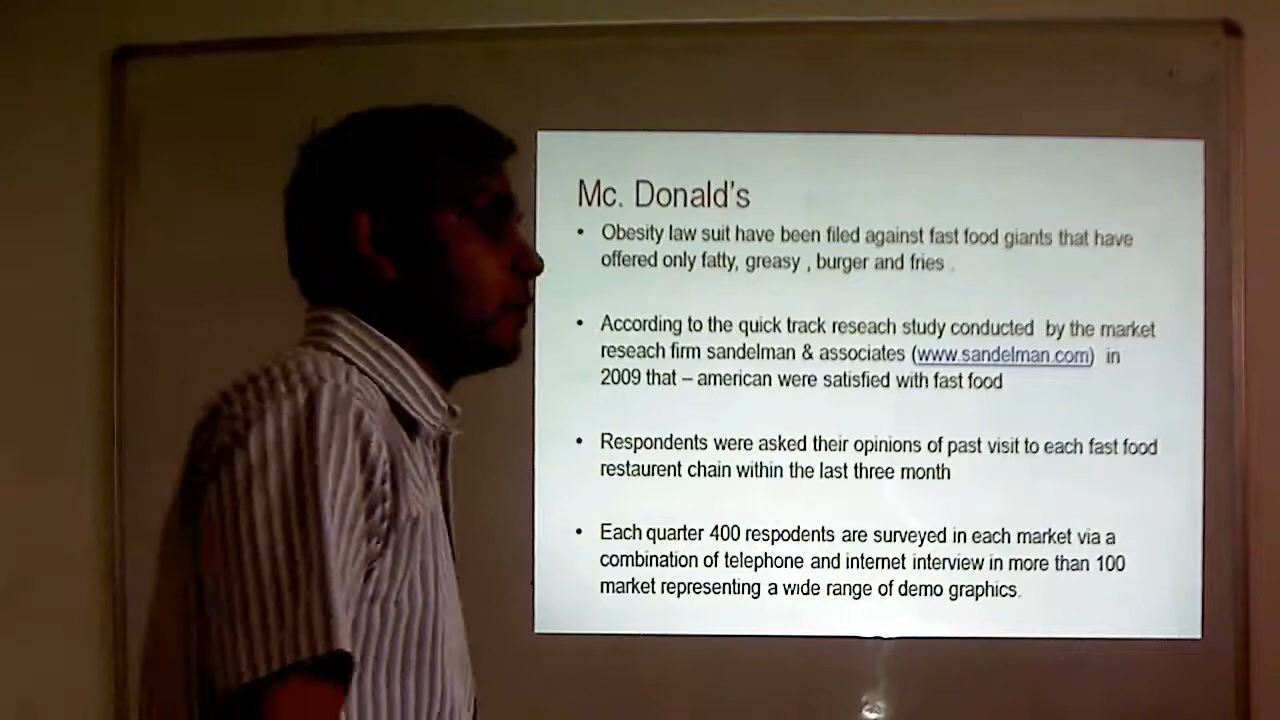 Mc. Donald's
• Obesity law suit have been filed against fast food giants that have
offered only fatty, greasy , burger and fries .
• According to the quick track reseach study conducted by the market
reseach firm sandelman & associates (www.sandelman.com) in
2009 that – american were satisfied with fast food
• Respondents were asked their opinions of past visit to each fast food
restaurent chain within the last three month
• Each quarter 400 respodents are surveyed in each market via a
combination of telephone and internet interview in more than 100
market representing a wide range of demo graphics.